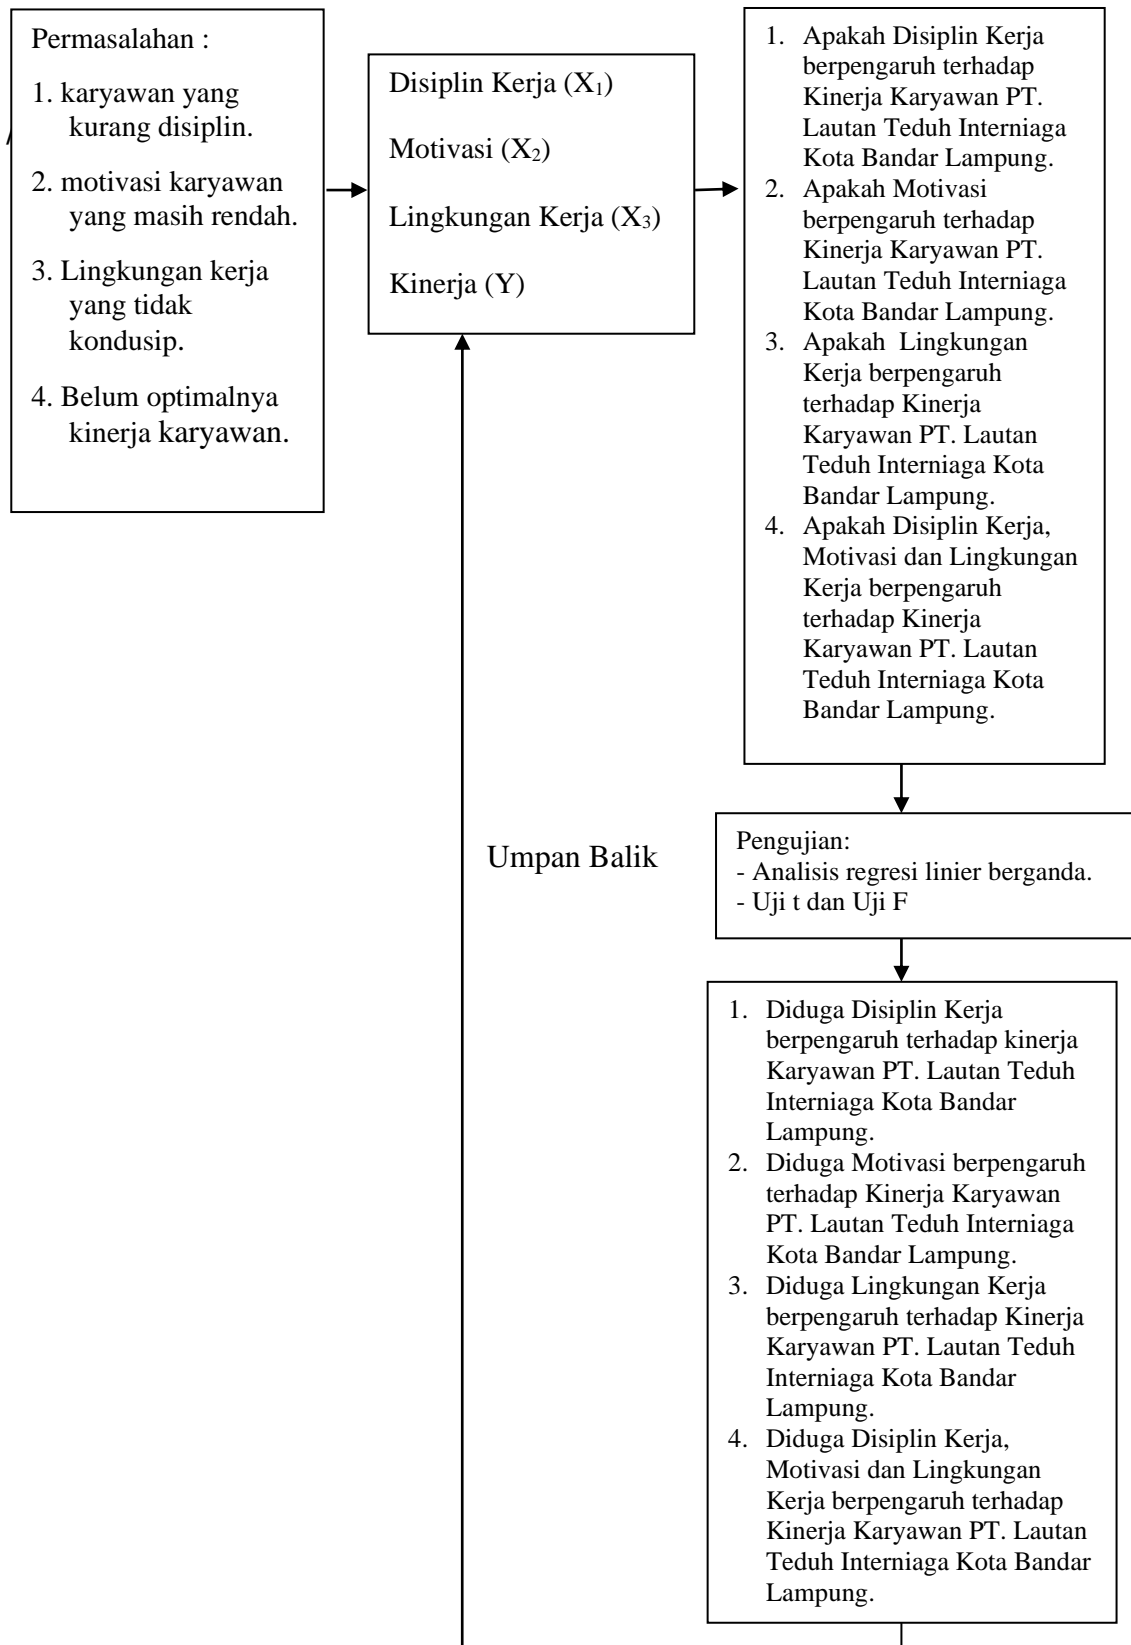 Permasalahan :
1. karyawan yang
kurang disiplin.
2. motivasi karyawan
yang masih rendah.
3. Lingkungan kerja
yang tidak
kondusip.
4. Belum optimalnya
kinerja karyawan.
Disiplin Kerja (X₁)
Motivasi (X₂)
Lingkungan Kerja (X₃)
Kinerja (Y)
1. Apakah Disiplin Kerja
berpengaruh terhadap
Kinerja Karyawan PT.
Lautan Teduh Interniaga
Kota Bandar Lampung.
2. Apakah Motivasi
berpengaruh terhadap
Kinerja Karyawan PT.
Lautan Teduh Interniaga
Kota Bandar Lampung.
3. Apakah Lingkungan
Kerja berpengaruh
terhadap Kinerja
Karyawan PT. Lautan
Teduh Interniaga Kota
Bandar Lampung.
4. Apakah Disiplin Kerja,
Motivasi dan Lingkungan
Kerja berpengaruh
terhadap Kinerja
Karyawan PT. Lautan
Teduh Interniaga Kota
Bandar Lampung.
Umpan Balik
Pengujian:
- Analisis regresi linier berganda.
- Uji t dan Uji F
1. Diduga Disiplin Kerja
berpengaruh terhadap kinerja
Karyawan PT. Lautan Teduh
Interniaga Kota Bandar
Lampung.
2. Diduga Motivasi berpengaruh
terhadap Kinerja Karyawan
PT. Lautan Teduh Interniaga
Kota Bandar Lampung.
3. Diduga Lingkungan Kerja
berpengaruh terhadap Kinerja
Karyawan PT. Lautan Teduh
Interniaga Kota Bandar
Lampung.
4. Diduga Disiplin Kerja,
Motivasi dan Lingkungan
Kerja berpengaruh terhadap
Kinerja Karyawan PT. Lautan
Teduh Interniaga Kota Bandar
Lampung.